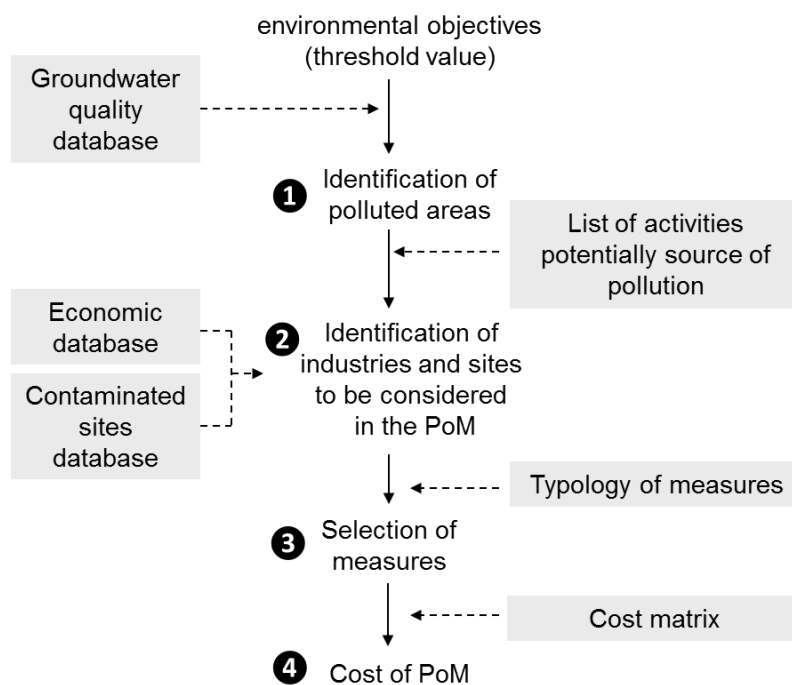 environmental objectives
(threshold value)
Groundwater
quality
database
1
Identification of
polluted areas
List of activities
potentially source of
pollution
Economic
database
Contaminated
sites
database
2
Identification of
industries and sites
to be considered
in the PoM
Typology of measures
3
Selection of
measures
Cost matrix
4
Cost of PoM